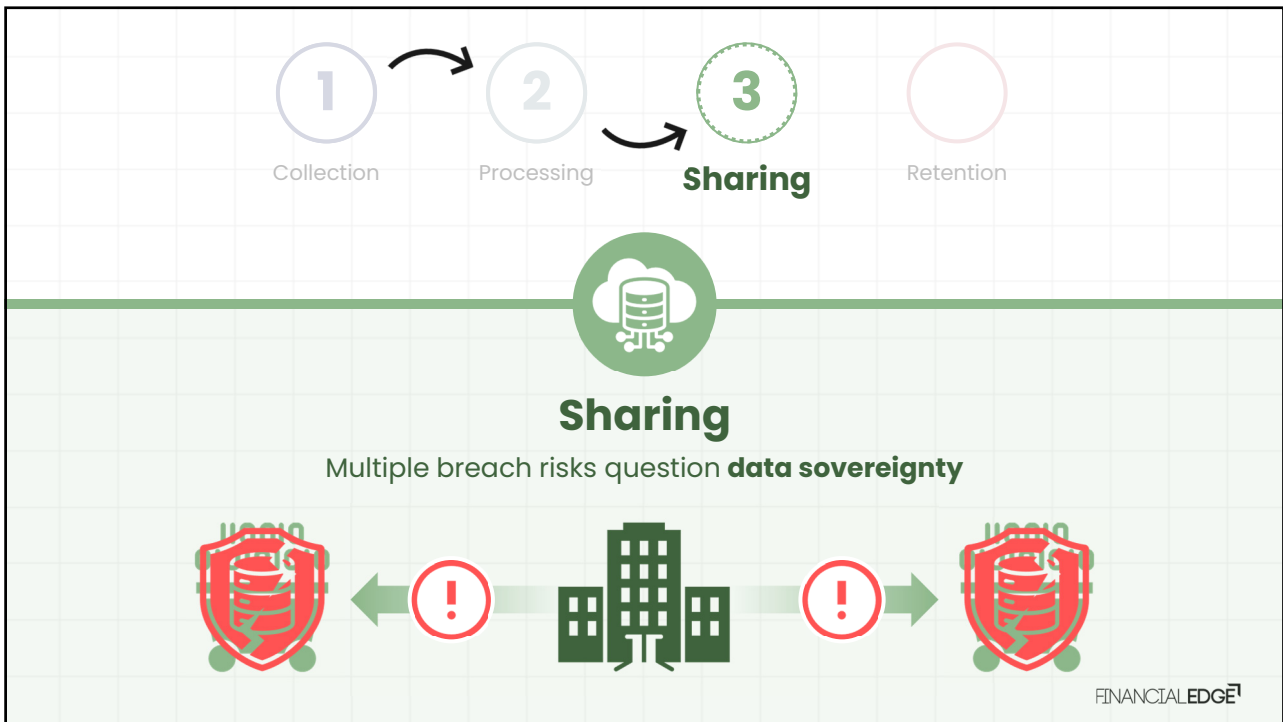 1
2
3
Collection
Processing
Sharing
Retention
Sharing
Multiple breach risks question data sovereignty
!
!
FINANCIALEDGE